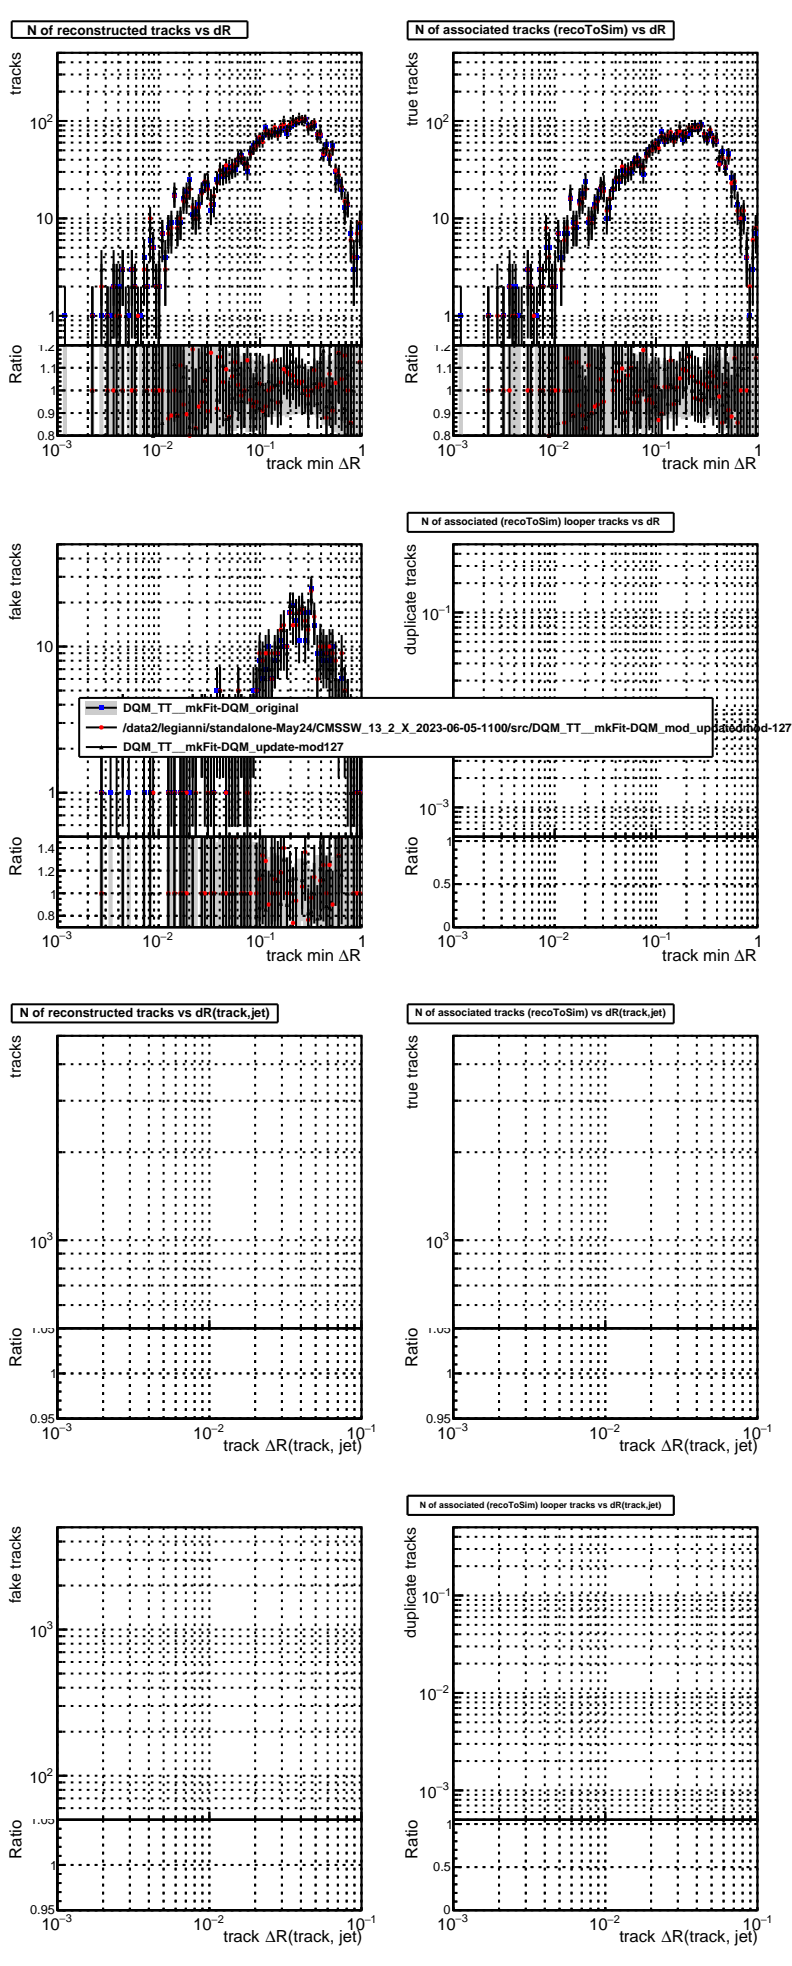 N of reconstructed tracks vs dR
tracks
10²
10
1
Ratio
1.2
1.1
1
0.9
0.8
10⁻³
10⁻²
10⁻¹
1
track min ΔR
N of associated tracks (recoToSim) vs dR
true tracks
10²
10
1
Ratio
1.2
1.1
1
0.9
0.8
10⁻³
10⁻²
10⁻¹
1
track min ΔR
fake tracks
10
1
Ratio
1.4
1.2
1
0.8
10⁻³
10⁻²
10⁻¹
1
track min ΔR
N of associated (recoToSim) looper tracks vs dR
duplicate tracks
10⁻¹
10⁻³
Ratio
1
0.5
0
10⁻³
10⁻²
10⁻¹
1
track min ΔR
DQM_TT__mkFit-DQM_original
/data2/legianni/standalone-May24/CMSSW_13_2_X_2023-06-05-1100/src/DQM_TT__mkFit-DQM_mod_updatedmod-127
DQM_TT__mkFit-DQM_update-mod127
N of reconstructed tracks vs dR(track,jet)
tracks
10³
Ratio
1.05
1
0.95
10⁻³
10⁻²
10⁻¹
track ΔR(track, jet)
N of associated tracks (recoToSim) vs dR(track,jet)
true tracks
10³
Ratio
1.05
1
0.95
10⁻³
10⁻²
10⁻¹
track ΔR(track, jet)
fake tracks
10³
10²
Ratio
1.05
1
0.95
10⁻³
10⁻²
10⁻¹
track ΔR(track, jet)
N of associated (recoToSim) looper tracks vs dR(track,jet)
duplicate tracks
10⁻¹
10⁻²
10⁻³
Ratio
1
0.5
0
10⁻³
10⁻²
10⁻¹
track ΔR(track, jet)